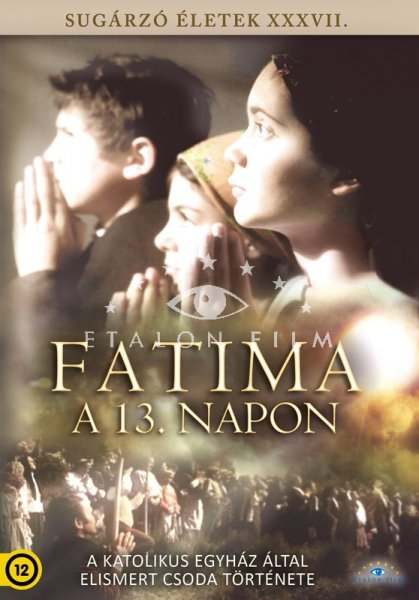 SUGÁRZÓ ÉLETEK XXXVII.
ETALON FILM
FATIMA
A 13. NAPON
12
A KATOLIKUS EGYHÁZ ÁLTAL
ELISMERT CSODA TÖRTÉNETE
ETALON FILM